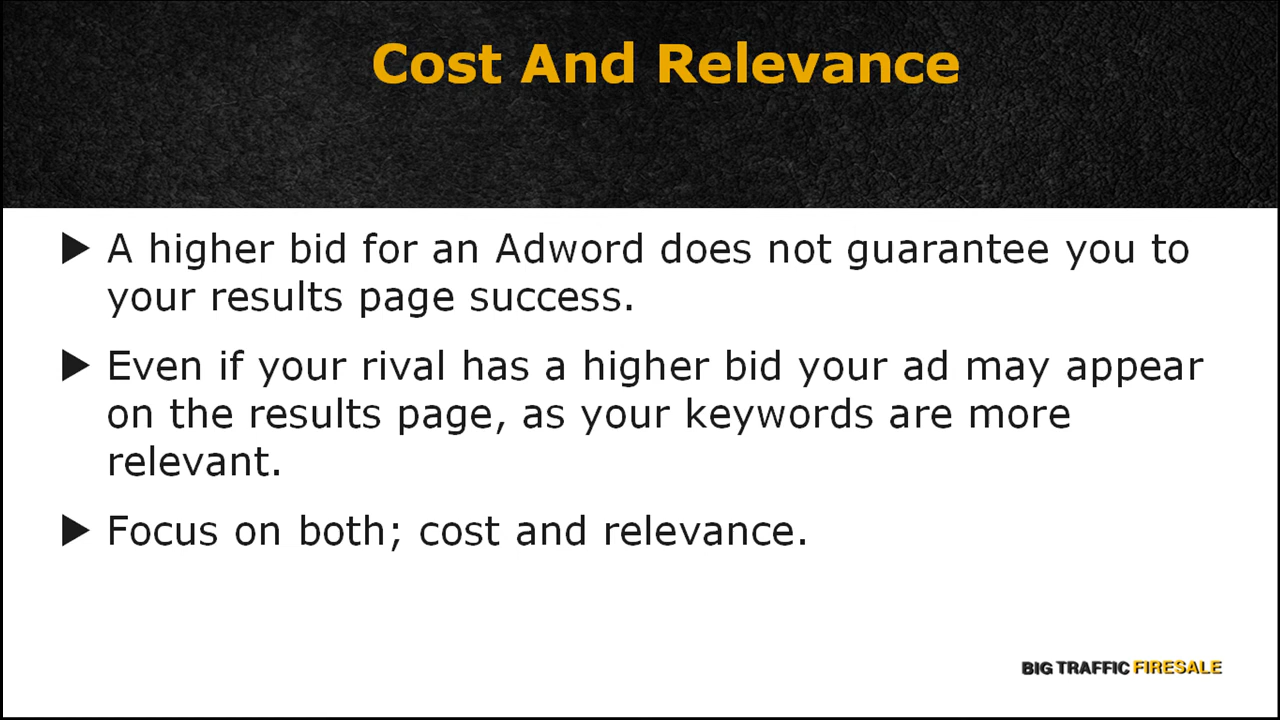 Cost And Relevance
▶ A higher bid for an Adword does not guarantee you to
your results page success.
▶ Even if your rival has a higher bid your ad may appear
on the results page, as your keywords are more
relevant.
▶ Focus on both; cost and relevance.
BIG TRAFFIC FIRESALE